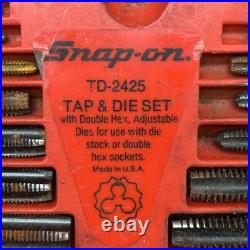 Snap-on
TD-2425
TAP & DIE SET
with Double Hex, Adjustable
Dies for use with die
stock or double
hex sockets.
Made in U.S.A.